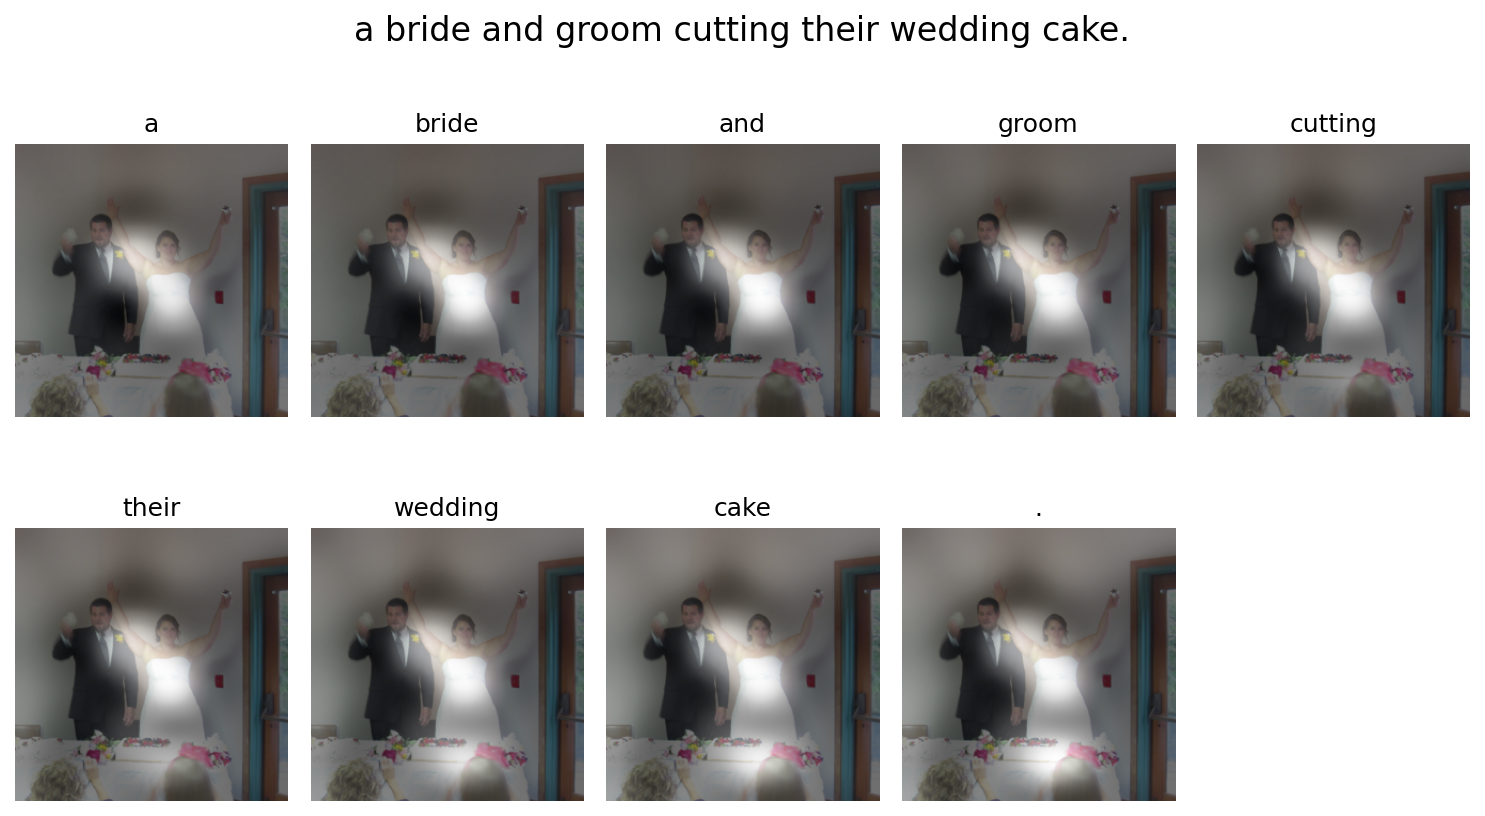 a bride and groom cutting their wedding cake.
a bride and groom cutting
their wedding cake .